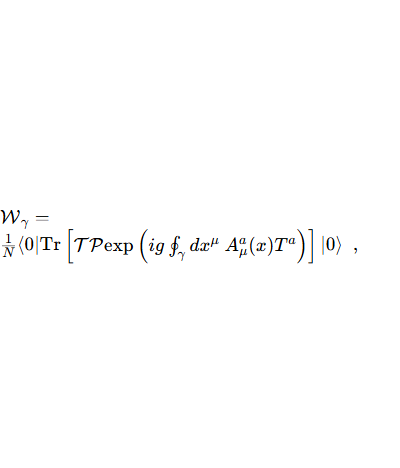 𝒲_γ =
1/N ⟨0|Tr [𝒯𝒫exp (ig ∮_γ dx^μ A^a_μ(x)T^a)] |0⟩ ,